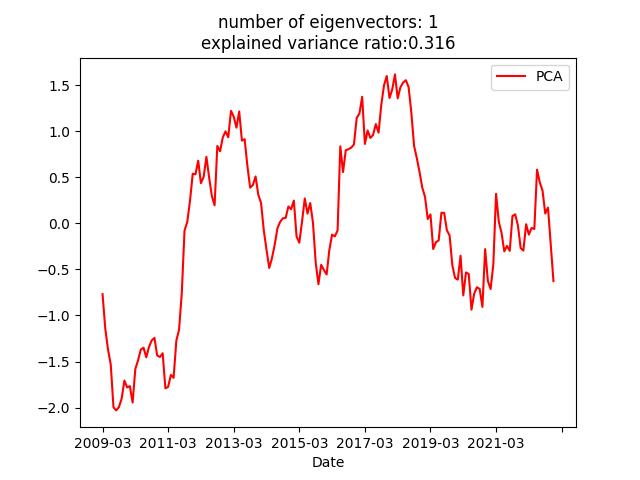 number of eigenvectors: 1
explained variance ratio:0.316
PCA
1.5
1.0
0.5
0.0
−0.5
−1.0
−1.5
−2.0
2009-03 2011-03 2013-03 2015-03 2017-03 2019-03 2021-03
Date